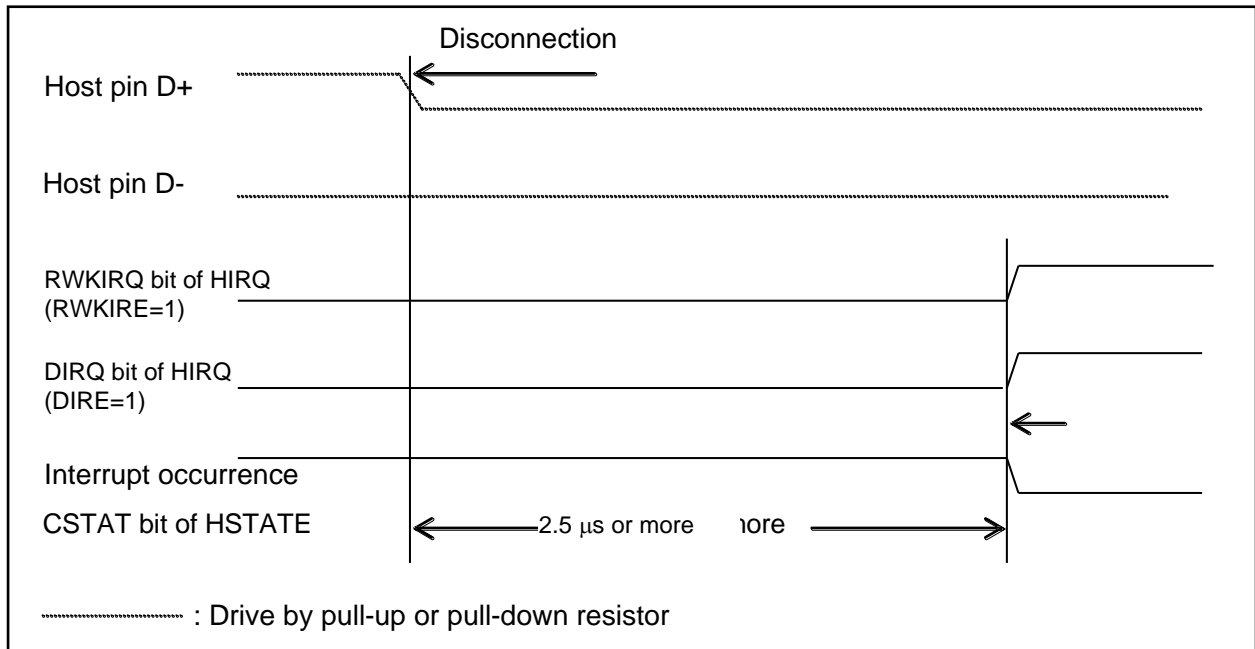 Disconnection
Host pin D+
Host pin D-
RWKIRQ bit of HIRQ
(RWKIRE=1)
DIRQ bit of HIRQ
(DIRE=1)
Interrupt occurrence
CSTAT bit of HSTATE
2.5 μs or more
: Drive by pull-up or pull-down resistor